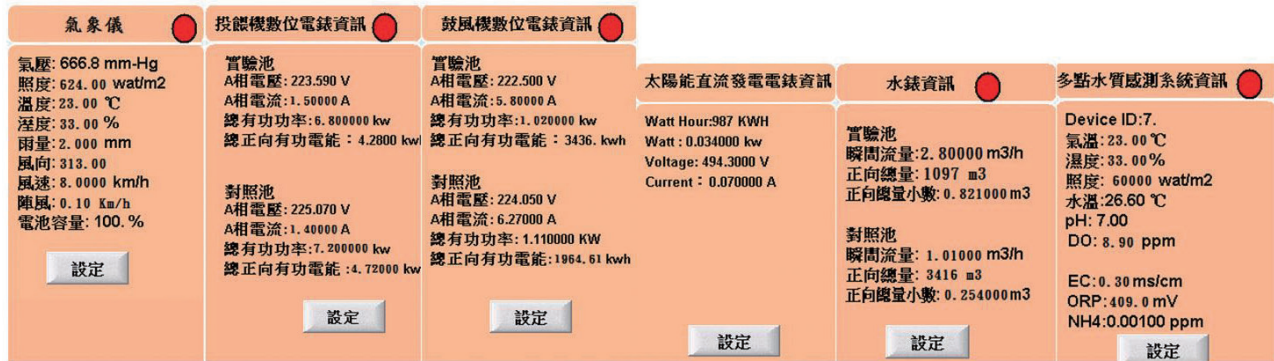 氣象儀
氣壓: 666.8 mm-Hg
照度: 624.00 wat/m2
溫度: 23.00 ℃
溼度: 33.00 %
雨量: 2.000 mm
風向: 313.00
風速: 8.0000 km/h
陣風: 0.10 Km/h
電池容量: 100. %
設定
投餵機數位電錶資訊
實驗池
A相電壓: 223.590 V
A相電流: 1.50000 A
總有功功率: 6.800000 kw
總正向有功電能：4.2800 kwl
對照池
A相電壓: 225.070 V
A相電流: 1.40000 A
總有功功率: 7.200000 kw
總正向有功電能 :4.72000 kw
設定
鼓風機數位電錶資訊
實驗池
A相電壓: 222.500 V
A相電流: 5.80000 A
總有功功率: 1.020000 kw
總正向有功電能：3436. kwh
對照池
A相電壓: 224.050 V
A相電流: 6.27000 A
總有功功率: 1.110000 KW
總正向有功電能: 1964.61 kwh
設定
太陽能直流發電電錶資訊
Watt Hour:987 KWH
Watt : 0.034000 kw
Voltage: 494.3000 V
Current：0.070000 A
設定
水錶資訊
實驗池
瞬間流量: 2.80000 m3/h
正向總量: 1097 m3
正向總量小數: 0.821000 m3
對照池
瞬間流量: 1.01000 m3/h
正向總量: 3416 m3
正向總量小數: 0.254000 m3
設定
多點水質感測系統資訊
Device ID:7.
氣溫: 23.00 ℃
濕度: 33.00%
照度: 60000 wat/m2
水溫:26.60 ℃
pH: 7.00
DO: 8.90 ppm
EC: 0.30 ms/cm
ORP: 409.0 mV
NH4:0.00100 ppm
設定